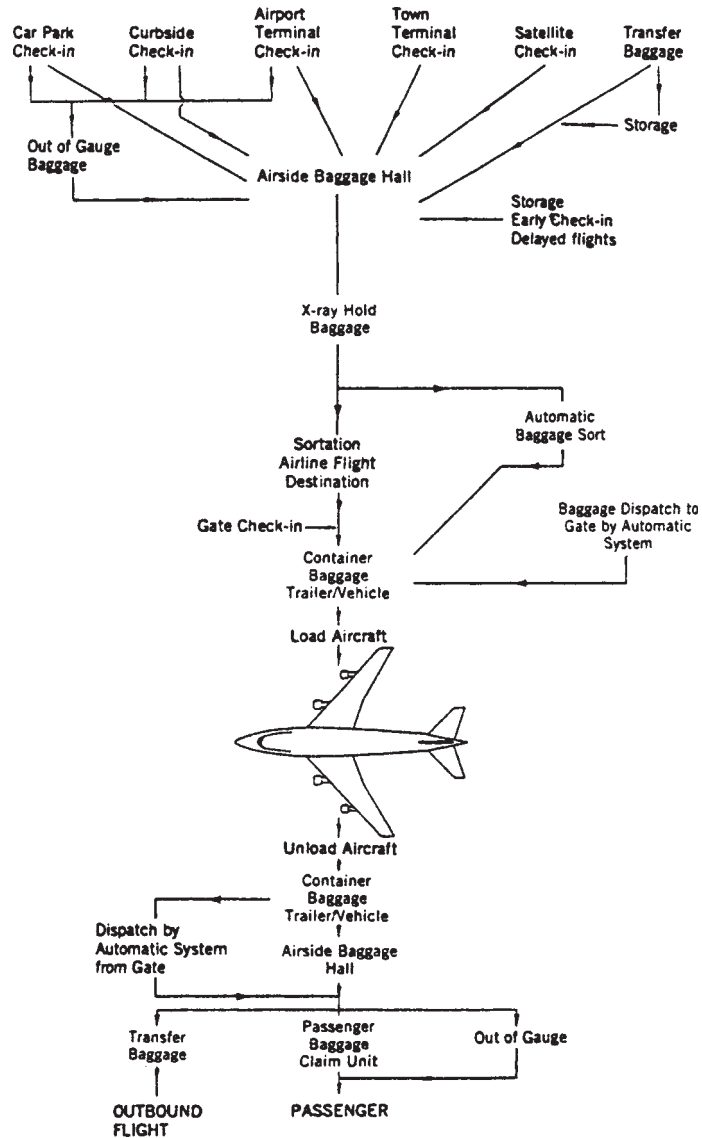 Car Park
Check-in
Curbside
Check-in
Airport
Terminal
Check-in
Town
Terminal
Check-in
Satellite
Check-in
Transfer
Baggage
Out of Gauge
Baggage
Storage
Airside Baggage Hall
Storage
Early Check-in
Delayed flights
X-ray Hold
Baggage
Automatic
Baggage Sort
Sortation
Airline Flight
Destination
Baggage Dispatch to
Gate by Automatic
System
Gate Check-in
Container
Baggage
Trailer/Vehicle
Load Aircraft
Unload Aircraft
Container
Baggage
Trailer/Vehicle
Dispatch by
Automatic System
from Gate
Airside Baggage
Hall
Transfer
Baggage
Passenger
Baggage
Claim Unit
Out of Gauge
OUTBOUND
FLIGHT
PASSENGER